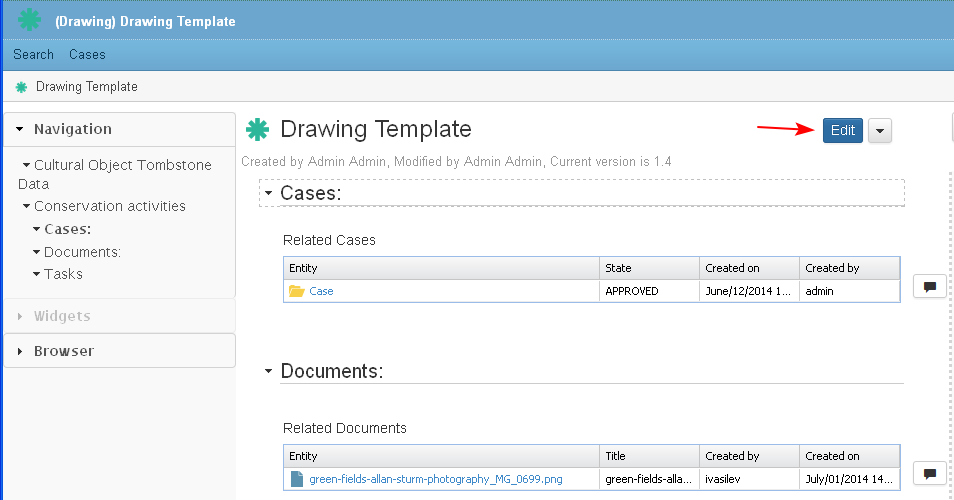 (Drawing) Drawing Template
Search Cases
Drawing Template
Navigation
Cultural Object Tombstone
Data
Conservation activities
Cases:
Documents:
Tasks
Widgets
Browser
Drawing Template
Edit
Created by Admin Admin, Modified by Admin Admin, Current version is 1.4
Cases:
Related Cases
Entity State Created on Created by
Case APPROVED June/12/2014 1... admin
Documents:
Related Documents
Entity Title Created by Created on
green-fields-allan-sturm-photography_MG_0699.png green-fields-alla... ivasilev July/01/2014 14...